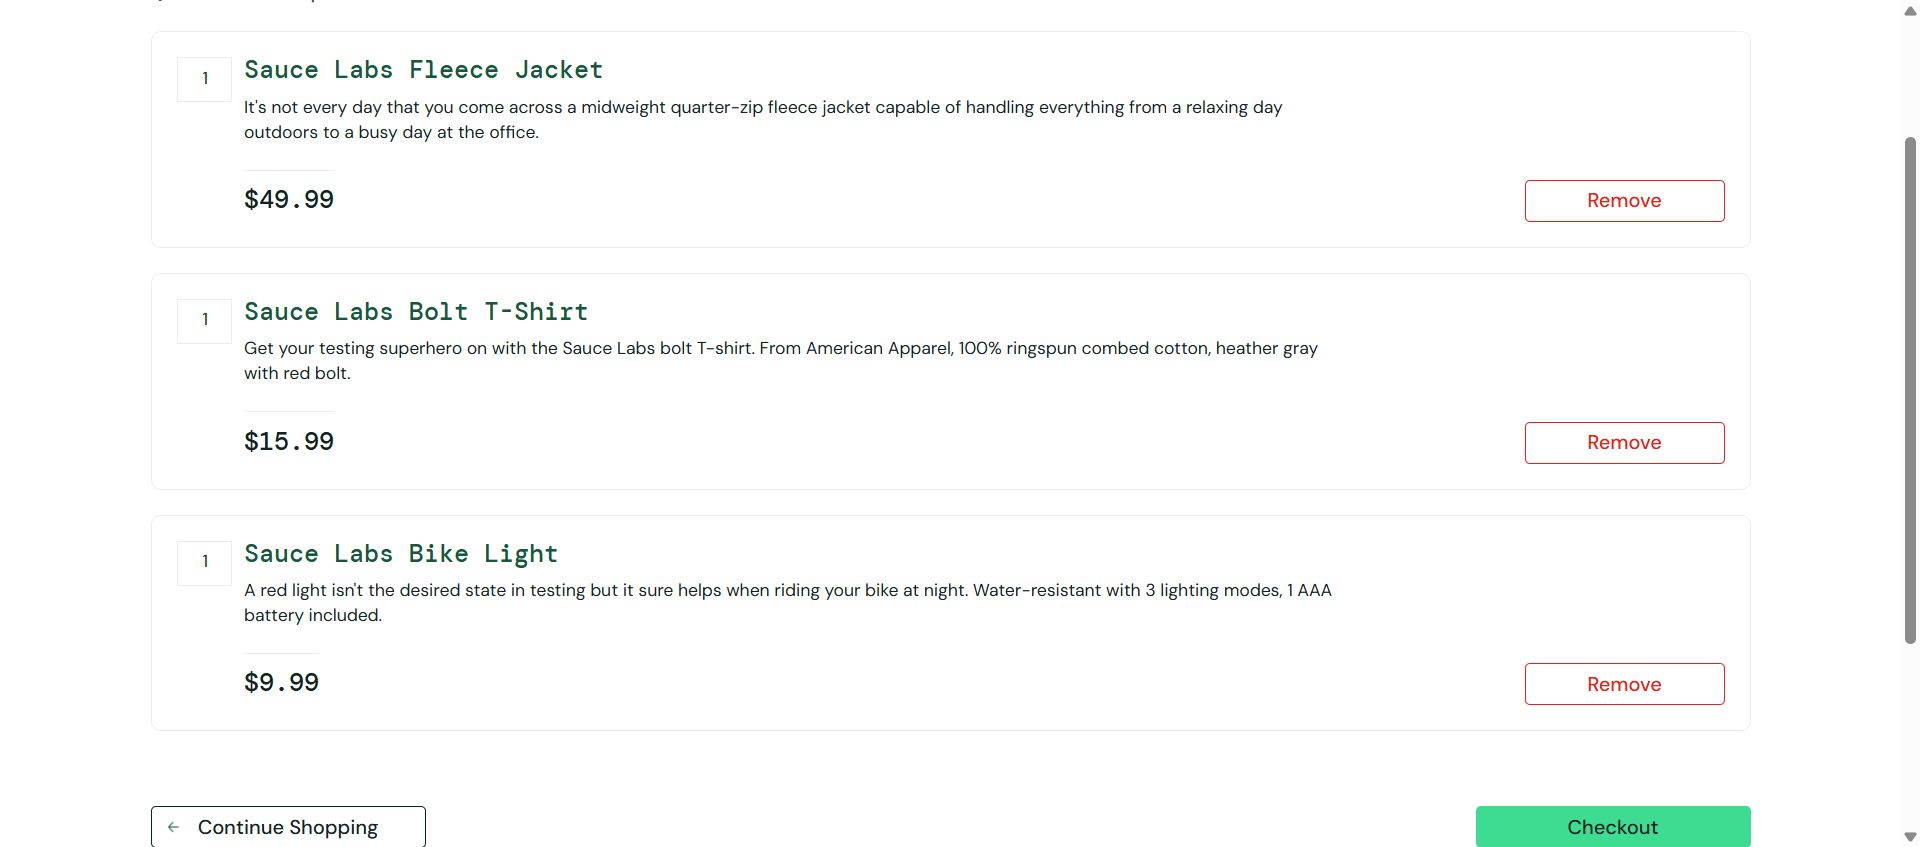 1
Sauce Labs Fleece Jacket
It's not every day that you come across a midweight quarter-zip fleece jacket capable of handling everything from a relaxing day
outdoors to a busy day at the office.
$49.99
Remove
1
Sauce Labs Bolt T-Shirt
Get your testing superhero on with the Sauce Labs bolt T-shirt. From American Apparel, 100% ringspun combed cotton, heather gray
with red bolt.
$15.99
Remove
1
Sauce Labs Bike Light
A red light isn't the desired state in testing but it sure helps when riding your bike at night. Water-resistant with 3 lighting modes, 1 AAA
battery included.
$9.99
Remove
← Continue Shopping
Checkout